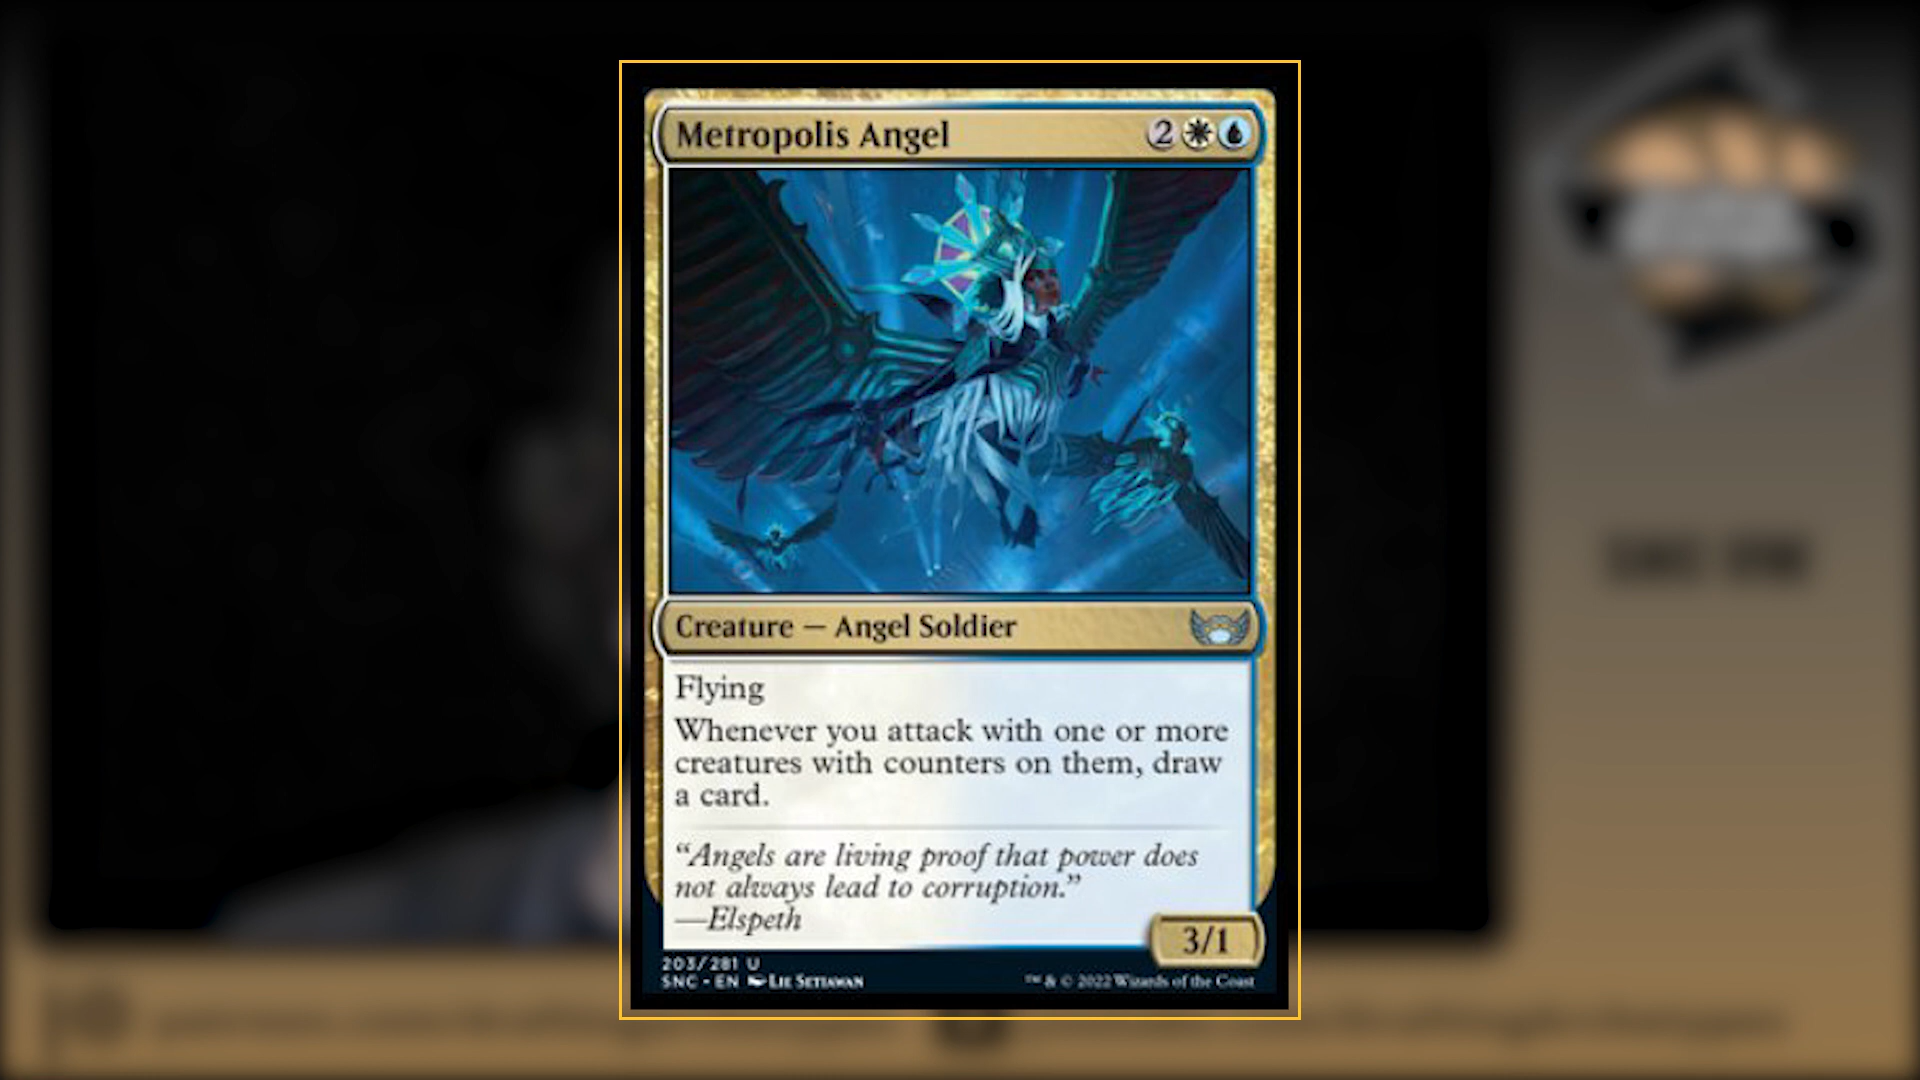 Metropolis Angel 2
Creature — Angel Soldier
Flying
Whenever you attack with one or more
creatures with counters on them, draw
a card.
“Angels are living proof that power does
not always lead to corruption.”
—Elspeth
3/1
203/281 U
SNC • EN Lie Setiawan
™ & © 2022 Wizards of the Coast